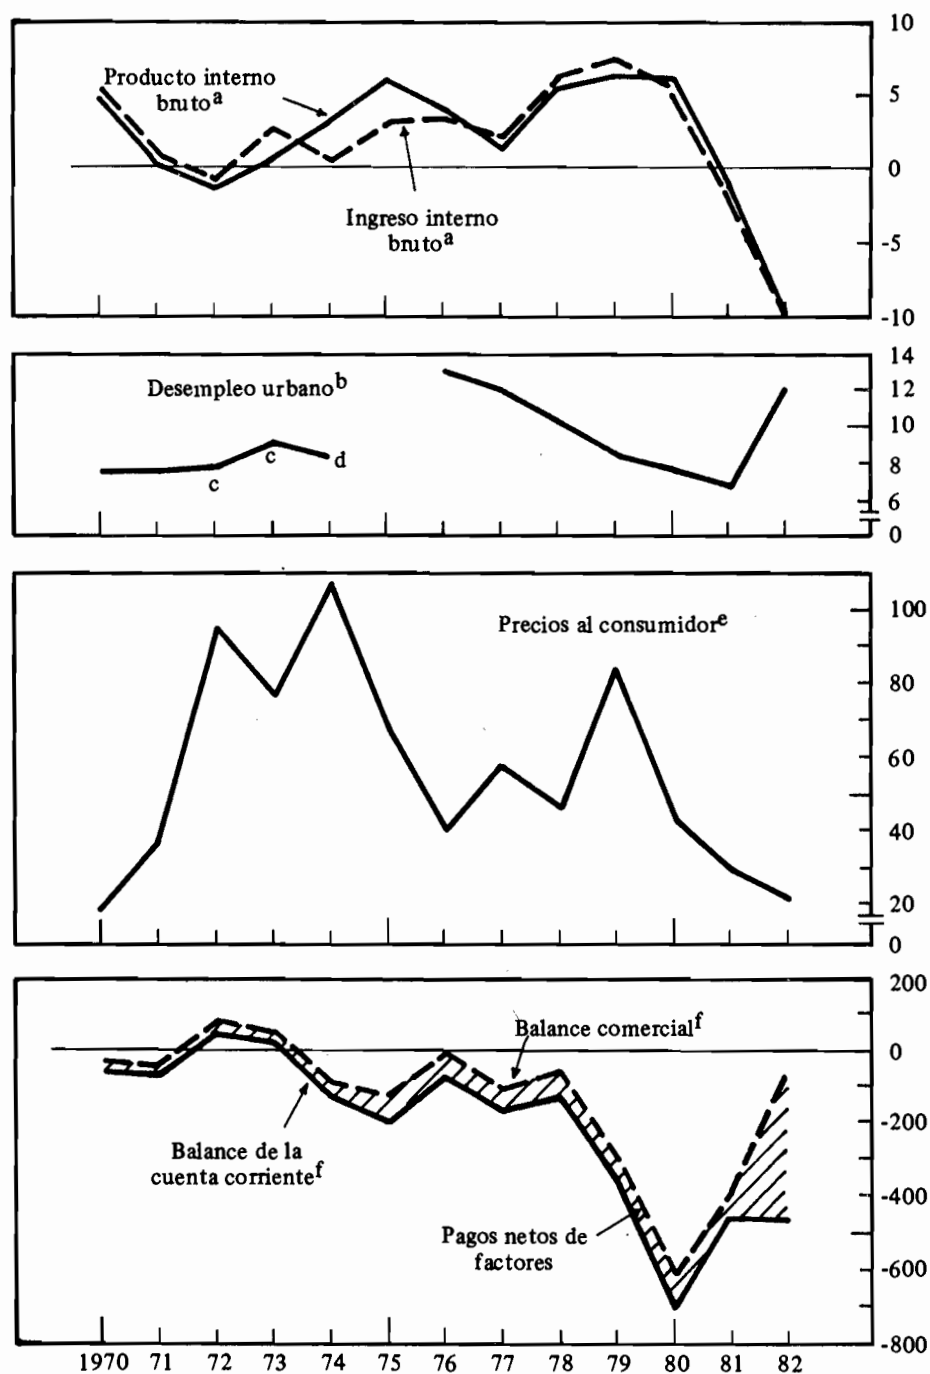 10
Producto interno
bruto a
5
0
Ingreso interno
bruto a
-5
-10
14
Desempleo urbano b
12
10
c
d
8
c
6
0
100
Precios al consumidor e
80
60
40
20
0
200
Balance comercial f
0
-200
Balance de la
cuenta corriente f
-400
Pagos netos de
factores
-600
-800
1970 71 72 73 74 75 76 77 78 79 80 81 82